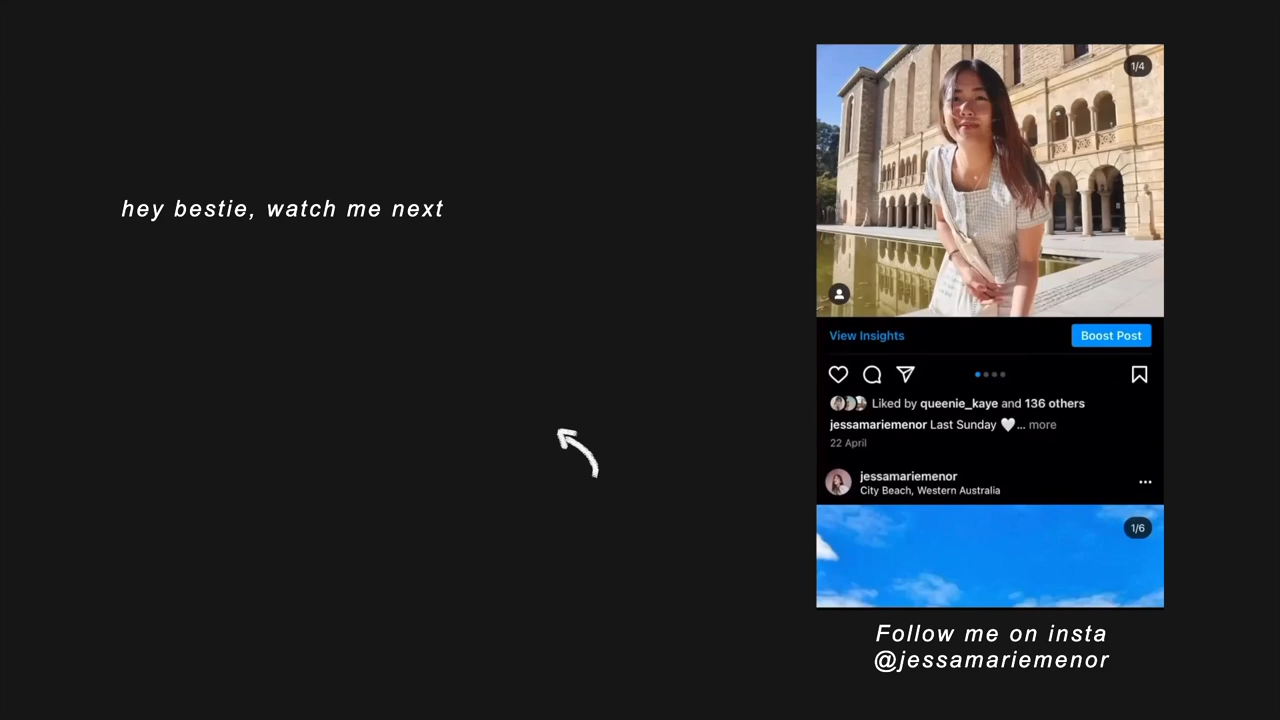 hey bestie, watch me next
1/4
View Insights
Boost Post
Liked by queenie_kaye and 136 others
jessamariemenor Last Sunday 🤍... more
22 April
jessamariemenor
City Beach, Western Australia
1/6
Follow me on insta
@jessamariemenor